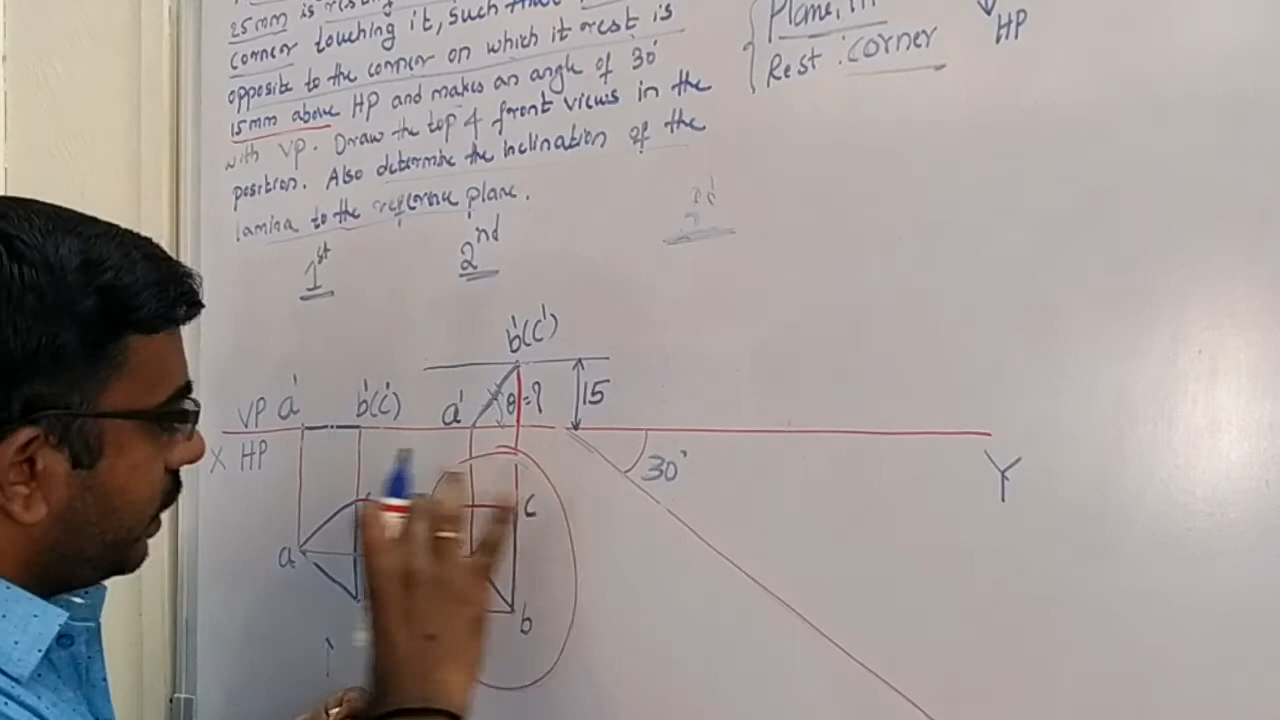 25mm is
corner touching it, such that
opposite to the corner on which it rest is
15mm above HP and makes an angle of 30°
with VP. Draw the top & front views in the
position. Also determine the inclination of the
lamina to the reference plane.
Plane,
Rest : corner
HP
1st
2nd
b'(c')
a'
b'(c')
a'
θ=?
15
VP
X HP
30°
Y
a
c
b